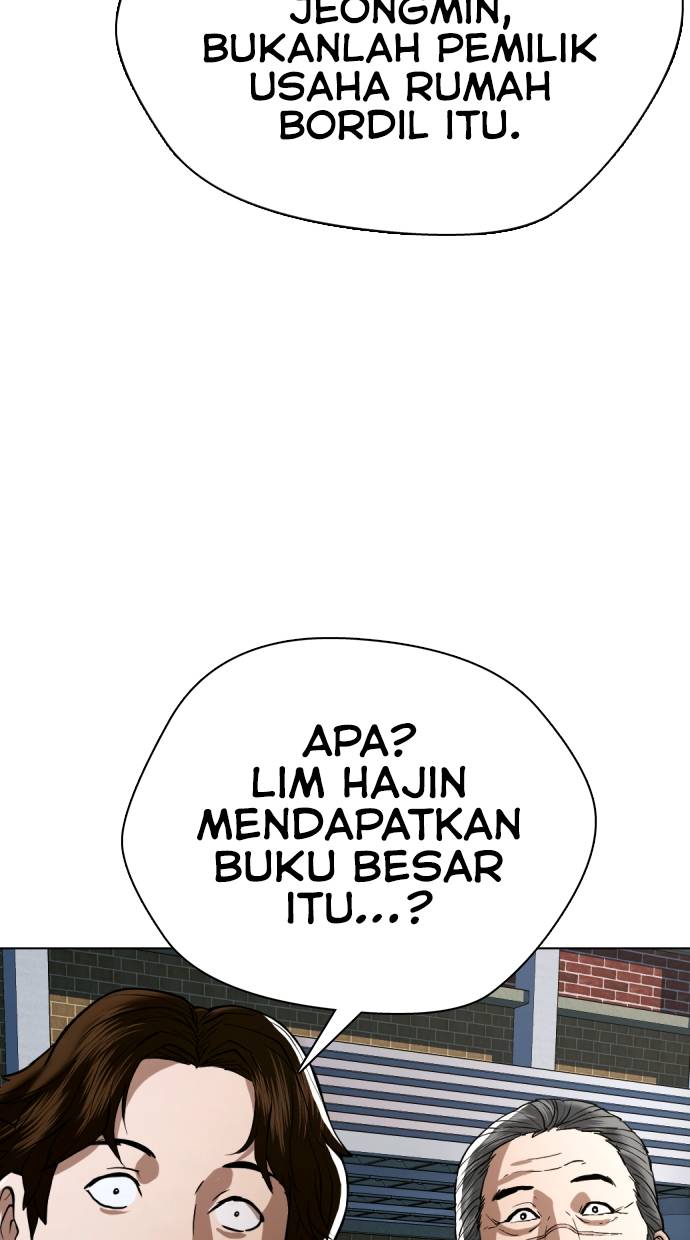 JEONGMIN,
BUKANLAH PEMILIK
USAHA RUMAH
BORDIL ITU.
APA?
LIM HAJIN
MENDAPATKAN
BUKU BESAR
ITU...?